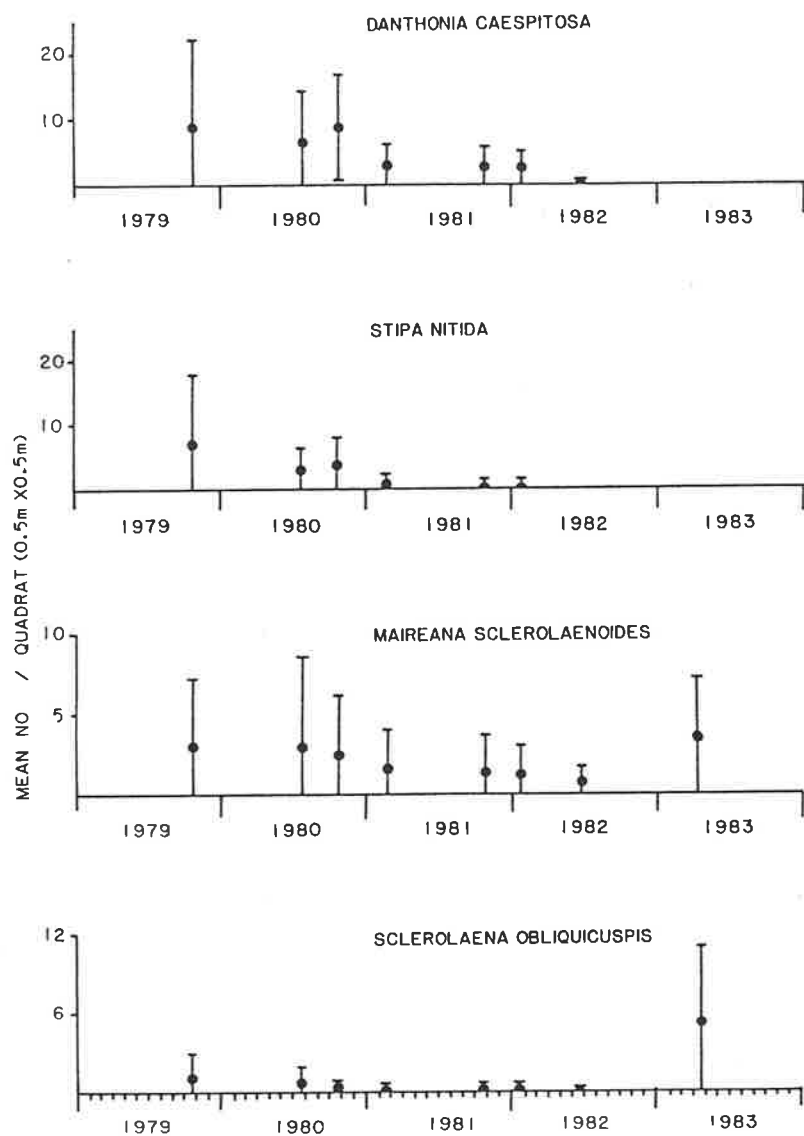 DANTHONIA CAESPITOSA
20
10
1979 1980 1981 1982 1983
STIPA NITIDA
20
10
1979 1980 1981 1982 1983
MEAN NO / QUADRAT (0.5m X0.5m)
MAIREANA SCLEROLAENOIDES
10
5
1979 1980 1981 1982 1983
SCLEROLAENA OBLIQUICUSPIS
12
6
1979 1980 1981 1982 1983